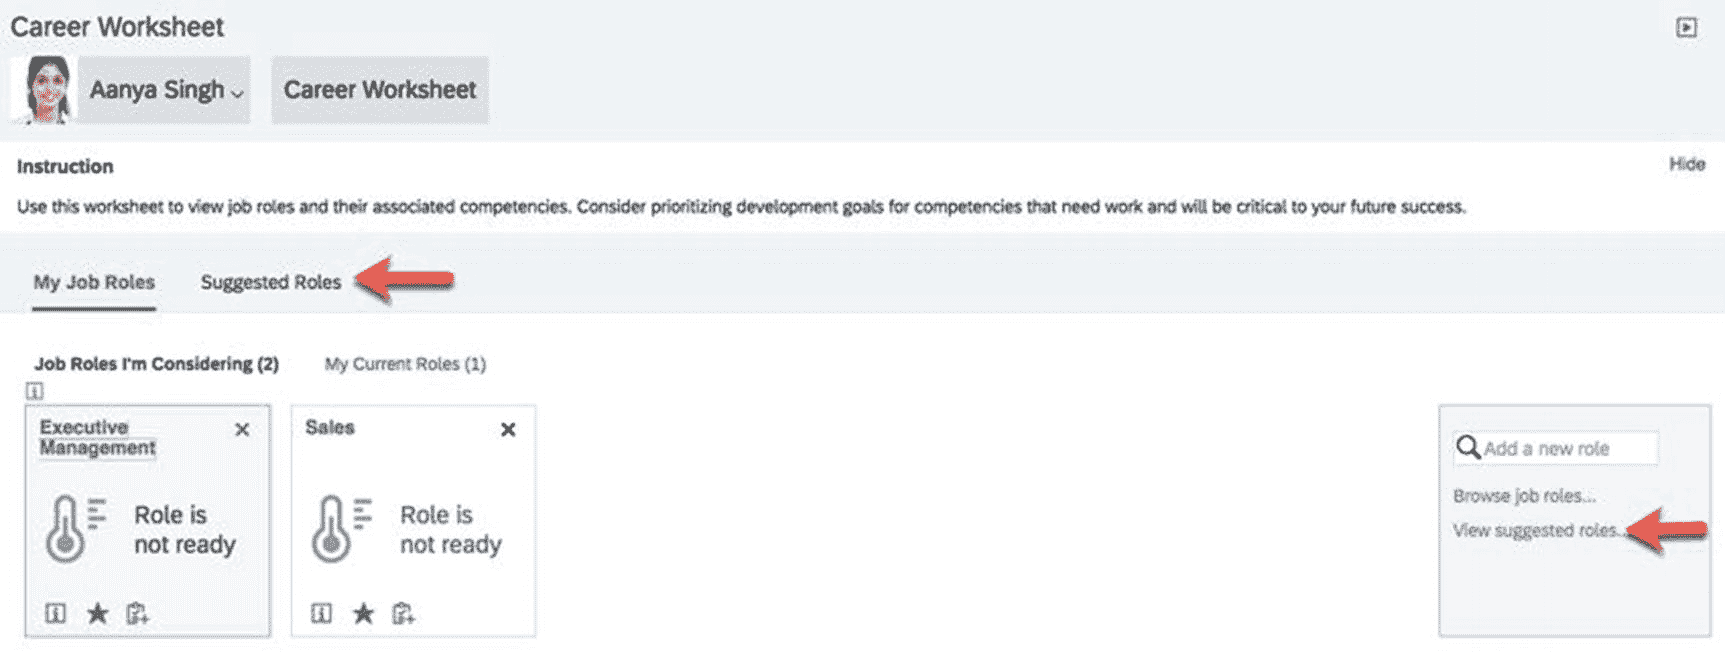 Career Worksheet
Aanya Singh
Career Worksheet
Instruction
Hide
Use this worksheet to view job roles and their associated competencies. Consider prioritizing development goals for competencies that need work and will be critical to your future success.
My Job Roles
Suggested Roles
Job Roles I'm Considering (2)
My Current Roles (1)
Executive
Management
Role is
not ready
Sales
Role is
not ready
Add a new role
Browse job roles...
View suggested roles...